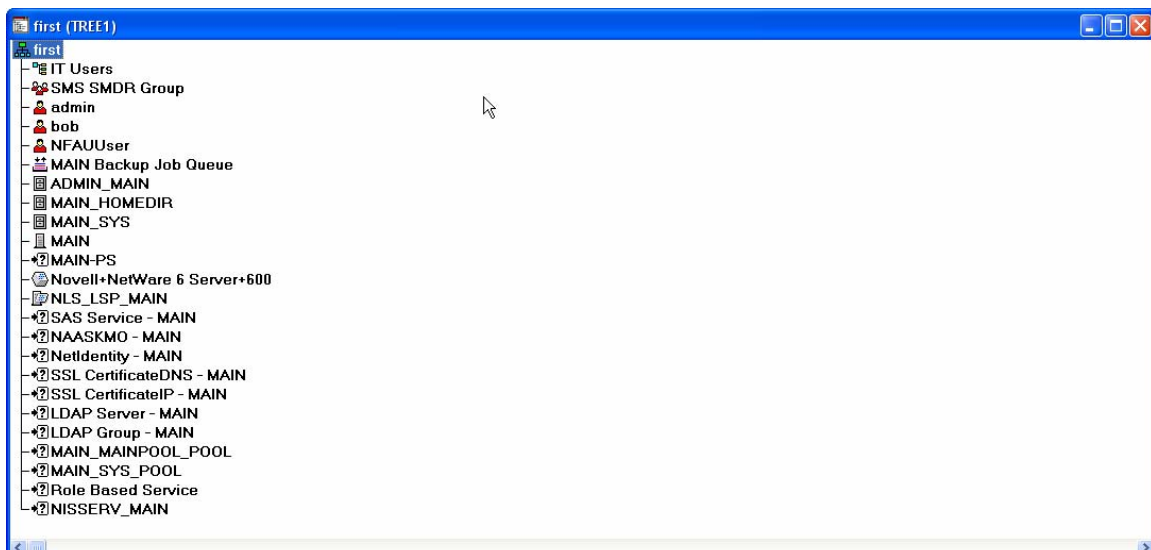 first (TREE1)
first
IT Users
SMS SMDR Group
admin
bob
NFAUUser
MAIN Backup Job Queue
ADMIN_MAIN
MAIN_HOMEDIR
MAIN_SYS
MAIN
MAIN-PS
Novell+NetWare 6 Server+600
NLS_LSP_MAIN
SAS Service - MAIN
NAASKMO - MAIN
NetIdentity - MAIN
SSL CertificateDNS - MAIN
SSL CertificateIP - MAIN
LDAP Server - MAIN
LDAP Group - MAIN
MAIN_MAINPOOL_POOL
MAIN_SYS_POOL
Role Based Service
NISSERV_MAIN